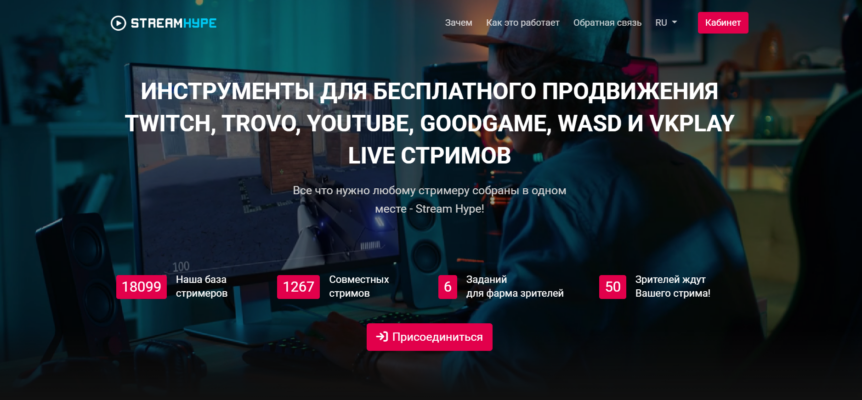 STREAMHYPE
Зачем
Как это работает
Обратная связь
RU
Кабинет
ИНСТРУМЕНТЫ ДЛЯ БЕСПЛАТНОГО ПРОДВИЖЕНИЯ
TWITCH, TROVO, YOUTUBE, GOODGAME, WASD И VKPLAY
LIVE СТРИМОВ
Все что нужно любому стримеру собраны в одном
месте - Stream Hype!
100
18099
Наша база
стримеров
1267
Совместных
стримов
6
Заданий
для фарма зрителей
50
Зрителей ждут
Вашего стрима!
Присоединиться